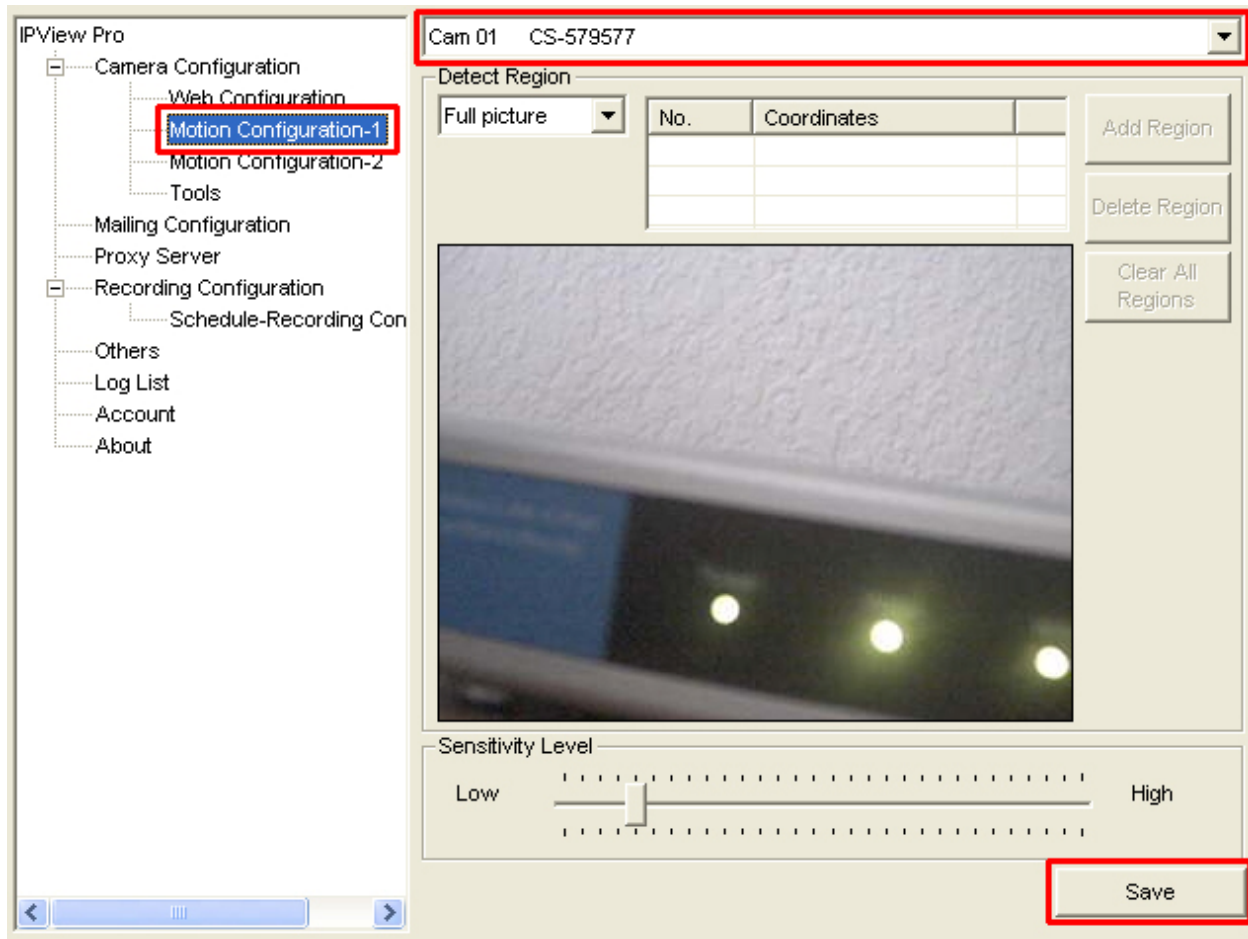 IPView Pro
Camera Configuration
Web Configuration
Motion Configuration-1
Motion Configuration-2
Tools
Mailing Configuration
Proxy Server
Recording Configuration
Schedule-Recording Con
Others
Log List
Account
About
Cam 01 CS-579577
Detect Region
Full picture
No. Coordinates
Add Region
Delete Region
Clear All
Regions
Sensitivity Level
Low High
Save